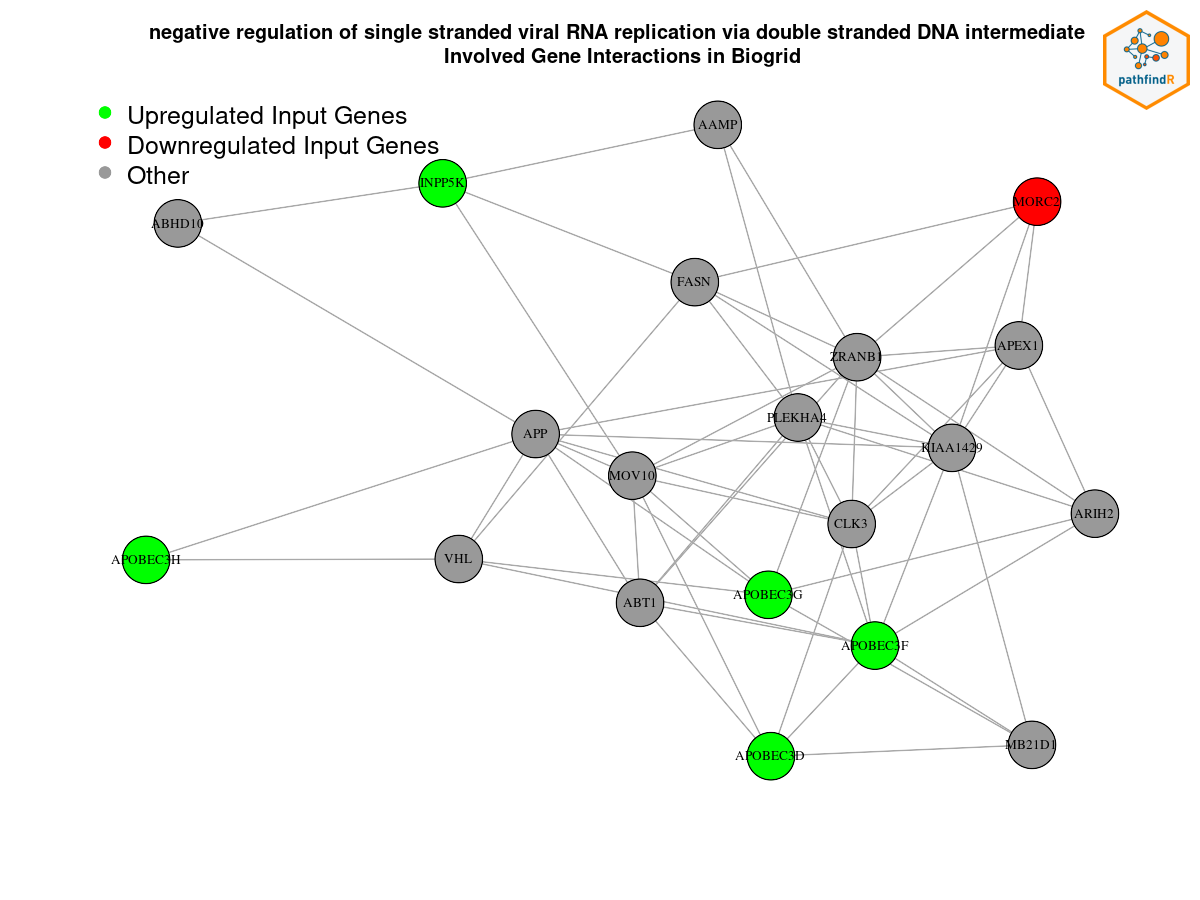 negative regulation of single stranded viral RNA replication via double stranded DNA intermediate
Involved Gene Interactions in Biogrid
pathfindR
Upregulated Input Genes
Downregulated Input Genes
Other
AAMP
INPP5K
MORC2
ABHD10
FASN
APEX1
ZRANB1
PLEKHA4
APP
KIAA1429
MOV10
ARIH2
CLK3
APOBEC3H
VHL
APOBEC3G
ABT1
APOBEC3F
MB21D1
APOBEC3D